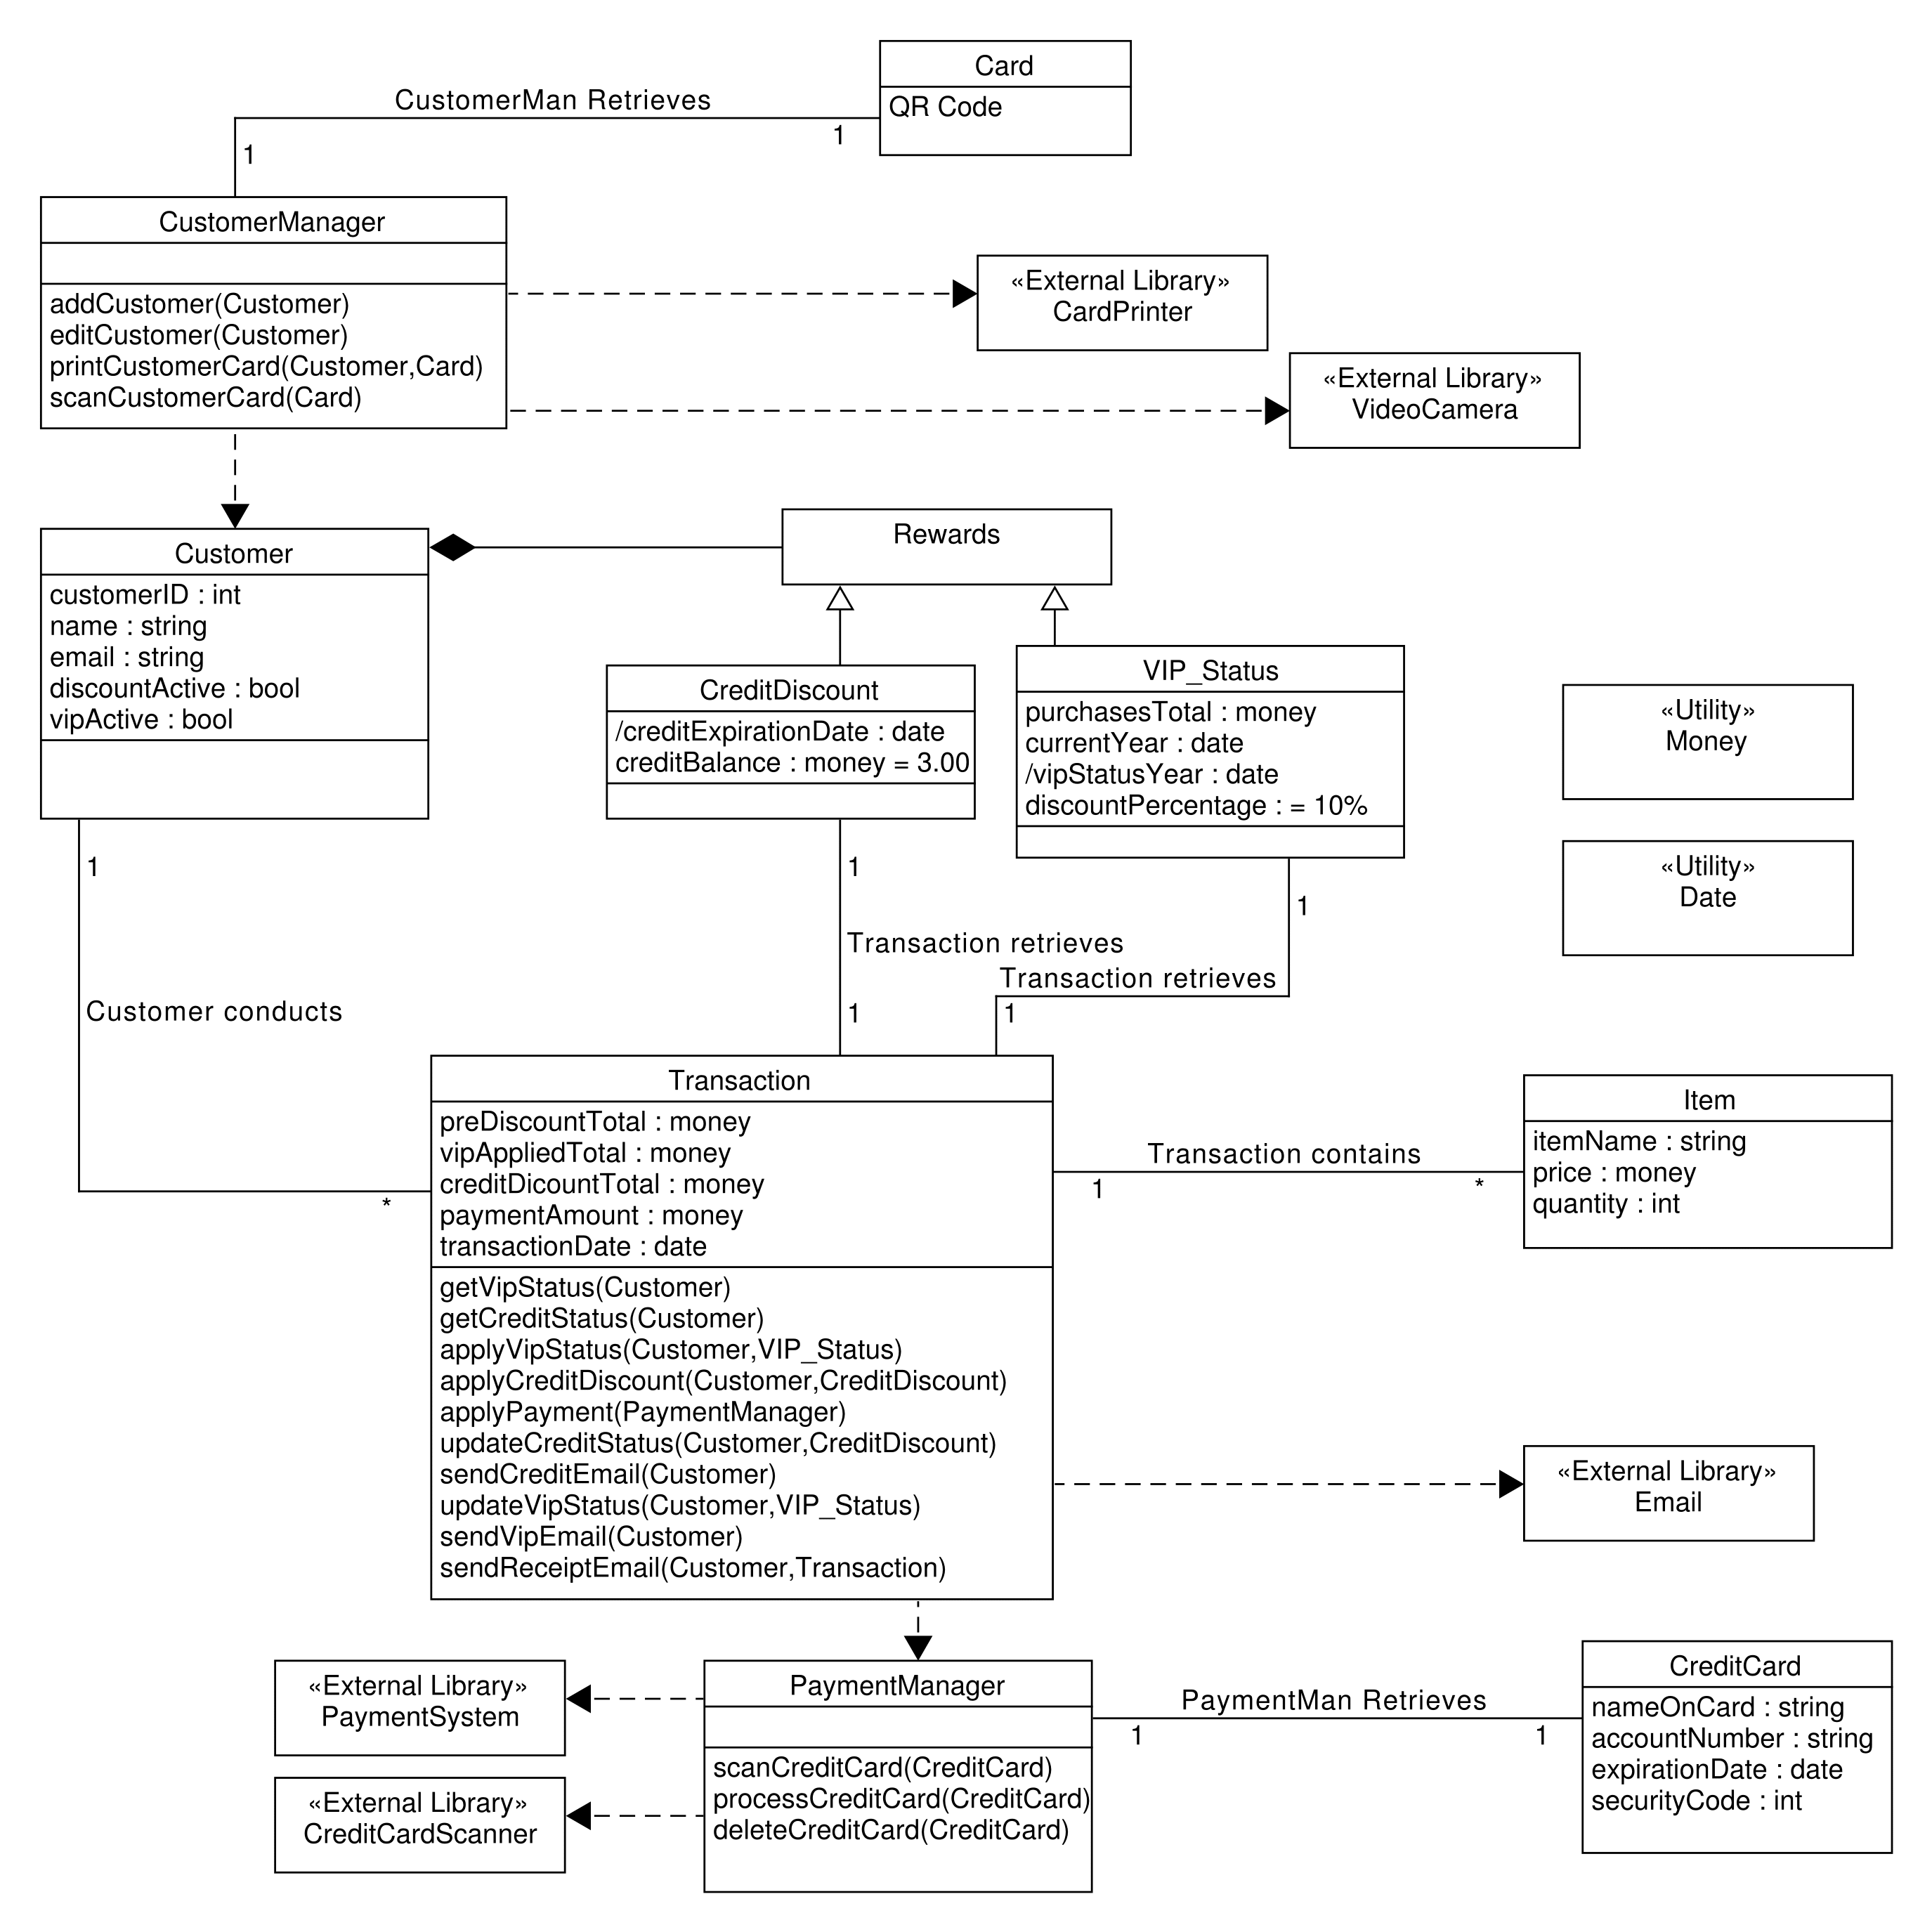 Card
QR Code
CustomerMan Retrieves
1
1
CustomerManager
addCustomer(Customer)
editCustomer(Customer)
printCustomerCard(Customer,Card)
scanCustomerCard(Card)
«External Library»
CardPrinter
«External Library»
VideoCamera
Rewards
Customer
customerID : int
name : string
email : string
discountActive : bool
vipActive : bool
CreditDiscount
/creditExpirationDate : date
creditBalance : money = 3.00
VIP_Status
purchasesTotal : money
currentYear : date
/vipStatusYear : date
discountPercentage : = 10%
«Utility»
Money
«Utility»
Date
1
1
1
Transaction retrieves
Transaction retrieves
Customer conducts
1
1
*
Transaction
preDiscountTotal : money
vipAppliedTotal : money
creditDicountTotal : money
paymentAmount : money
transactionDate : date
getVipStatus(Customer)
getCreditStatus(Customer)
applyVipStatus(Customer,VIP_Status)
applyCreditDiscount(Customer,CreditDiscount)
applyPayment(PaymentManager)
updateCreditStatus(Customer,CreditDiscount)
sendCreditEmail(Customer)
updateVipStatus(Customer,VIP_Status)
sendVipEmail(Customer)
sendReceiptEmail(Customer,Transaction)
Transaction contains
1
*
Item
itemName : string
price : money
quantity : int
«External Library»
Email
«External Library»
PaymentSystem
«External Library»
CreditCardScanner
PaymentManager
scanCreditCard(CreditCard)
processCreditCard(CreditCard)
deleteCreditCard(CreditCard)
PaymentMan Retrieves
1
1
CreditCard
nameOnCard : string
accountNumber : string
expirationDate : date
securityCode : int